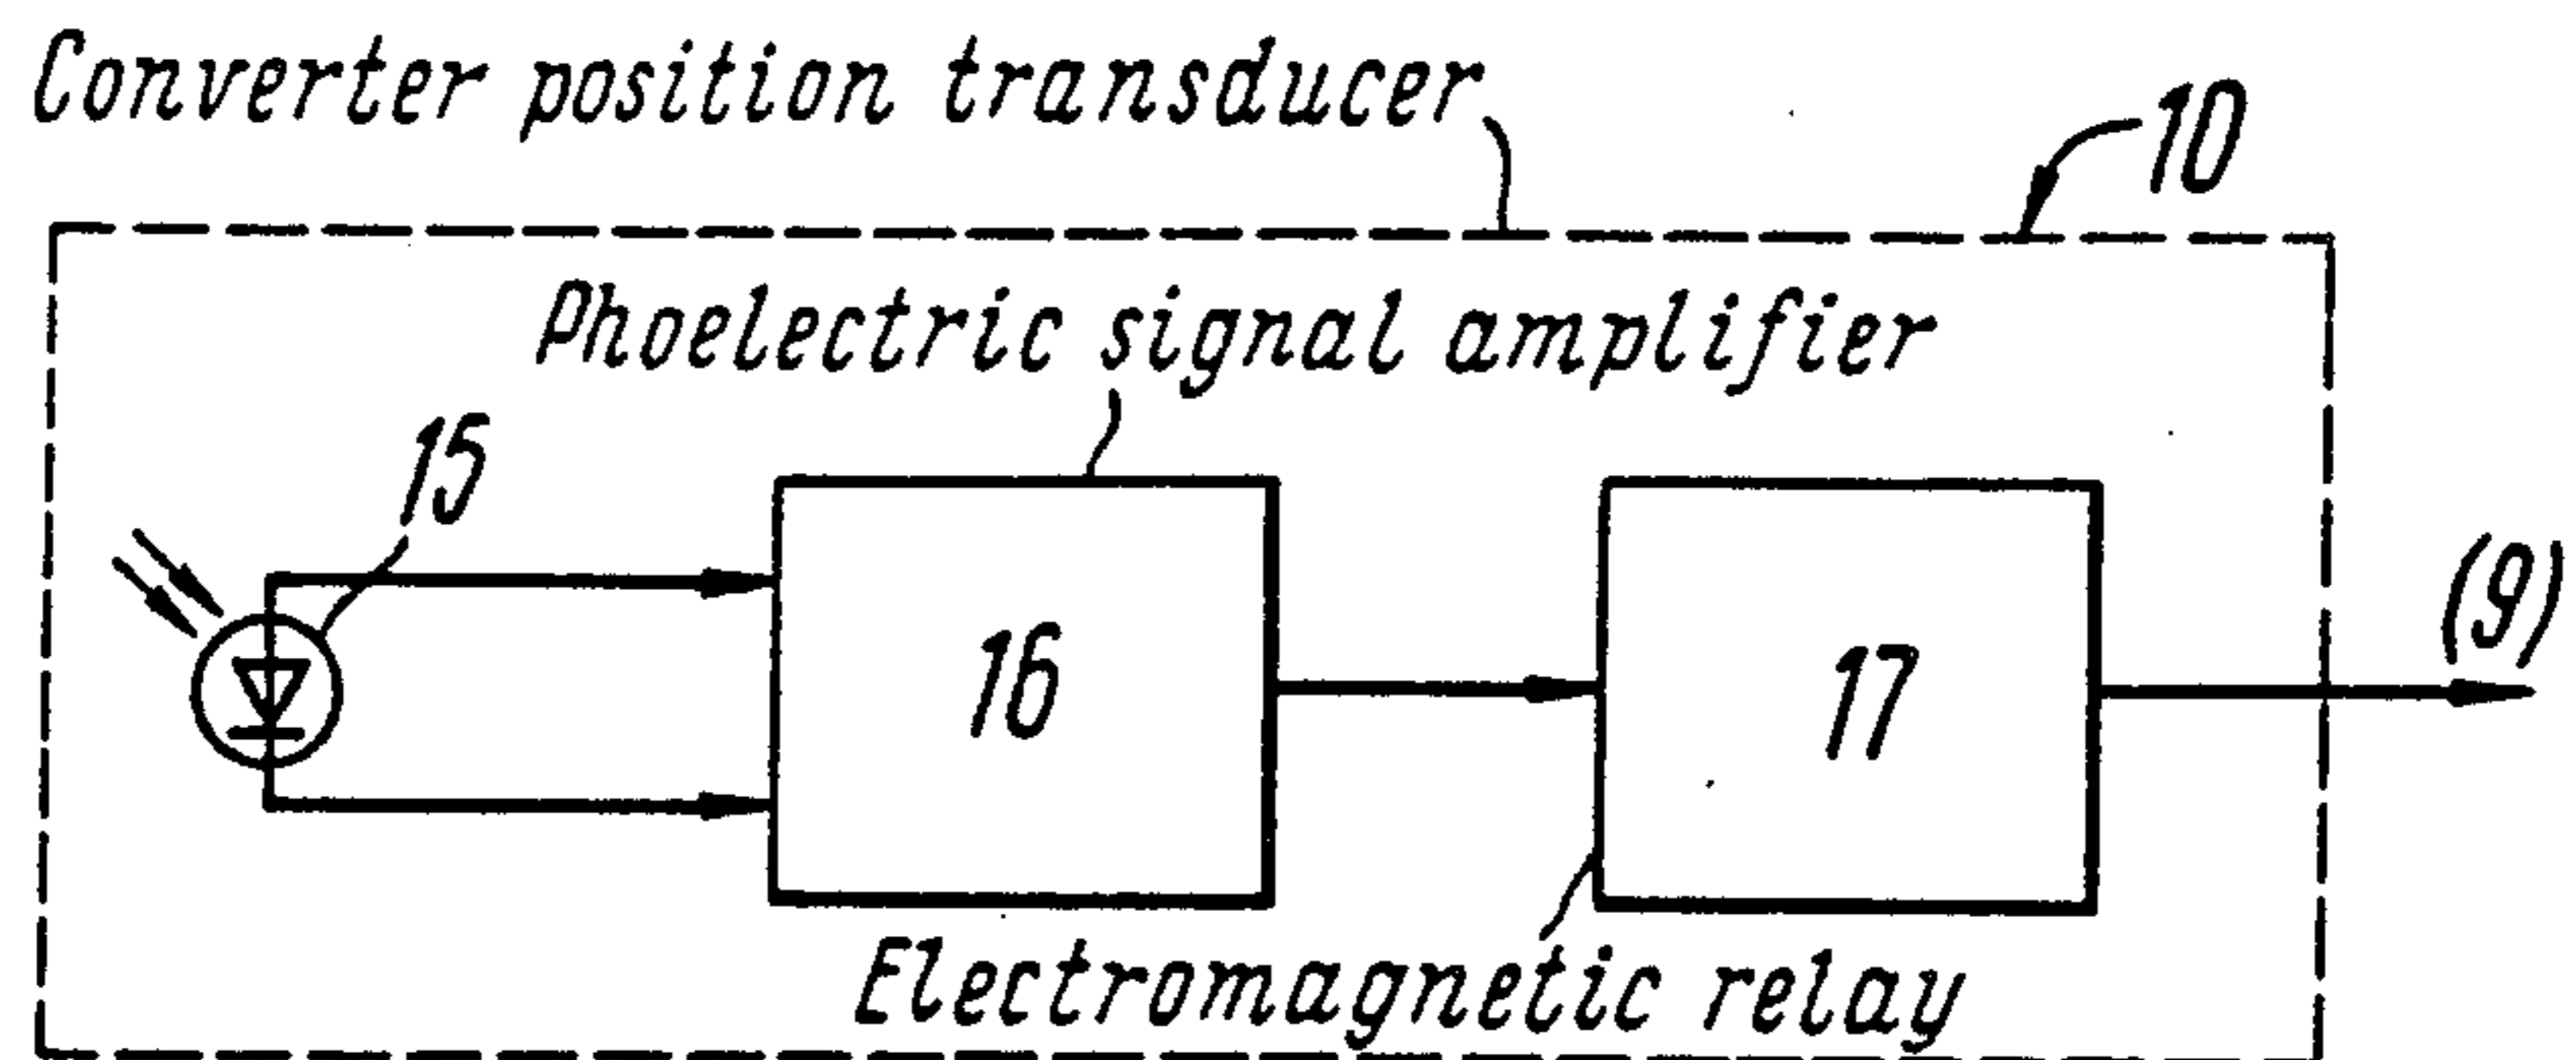 Converter position transducer
10
Phoelectric signal amplifier
15
16
17
(9)
Electromagnetic relay